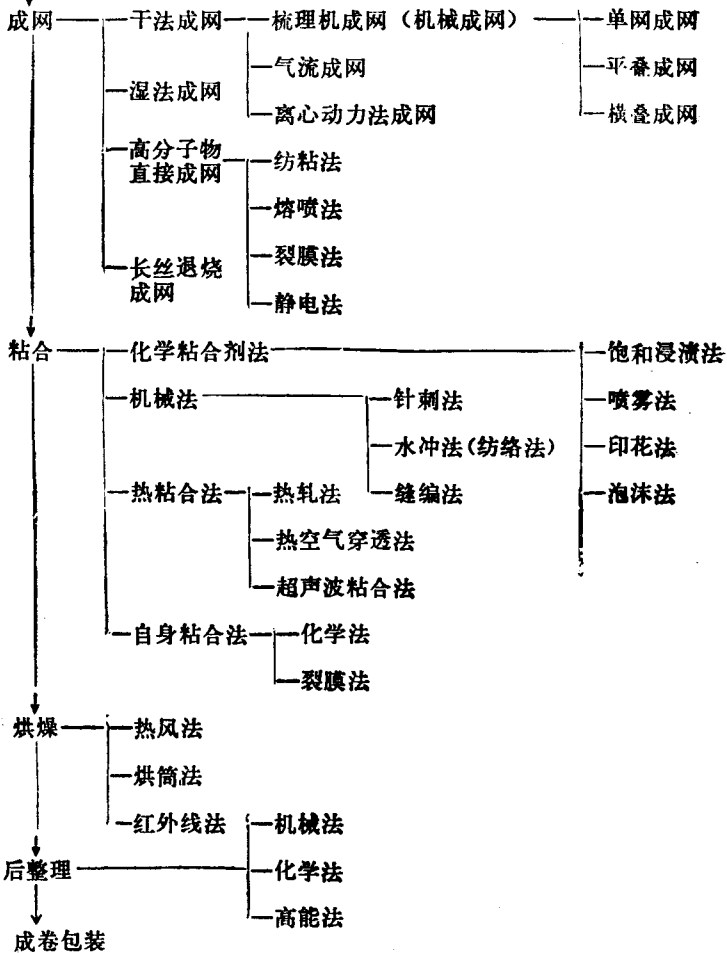 成网 干法成网 梳理机成网（机械成网） 单网成网
气流成网 平叠成网
湿法成网
离心动力法成网 横叠成网
高分子物
直接成网 纺粘法
熔喷法
裂膜法
长丝退烧
成网
静电法
粘合 化学粘合剂法 饱和浸渍法
机械法 针刺法 喷雾法
水冲法（纺络法） 印花法
热粘合法 热轧法 缝编法 泡沫法
热空气穿透法
超声波粘合法
自身粘合法 化学法
裂膜法
烘燥 热风法
烘筒法
红外线法 机械法
后整理 化学法
高能法
成卷包装